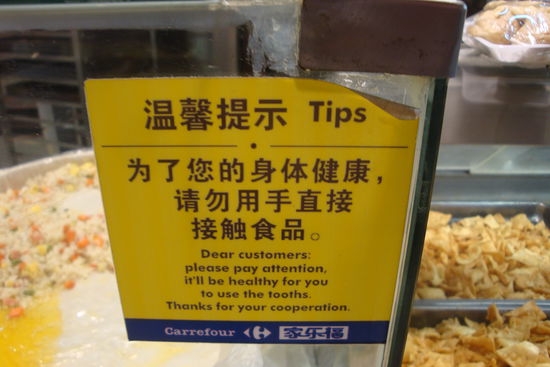 温馨提示 Tips
为了您的身体健康，
请勿用手直接
接触食品。
Dear customers:
please pay attention,
it'll be healthy for you
to use the tooths.
Thanks for your cooperation.
Carrefour 家乐福